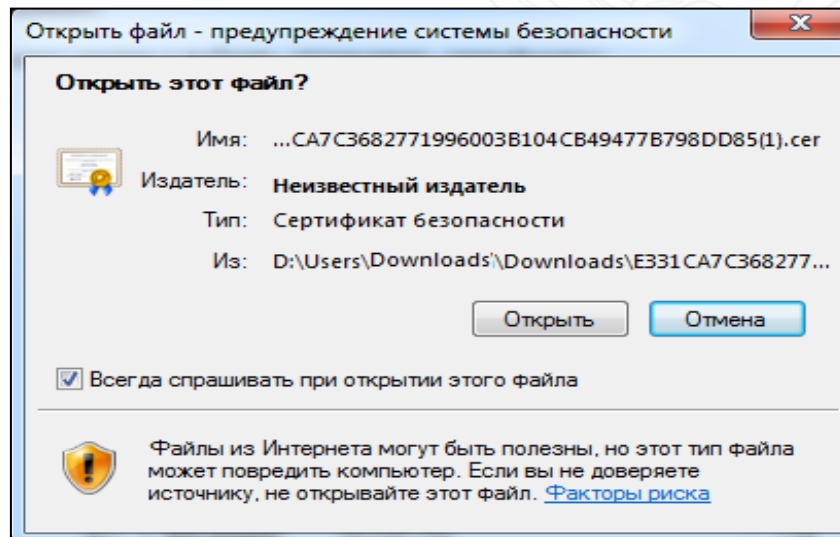 Открыть файл - предупреждение системы безопасности
Открыть этот файл?
Имя: ...CA7C3682771996003B104CB49477B798DD85(1).cer
Издатель: Неизвестный издатель
Тип: Сертификат безопасности
Из: D:\Users\Downloads'\Downloads\E331CA7C368277...
Открыть Отмена
Всегда спрашивать при открытии этого файла
Файлы из Интернета могут быть полезны, но этот тип файла
может повредить компьютер. Если вы не доверяете
источнику, не открывайте этот файл. Факторы риска